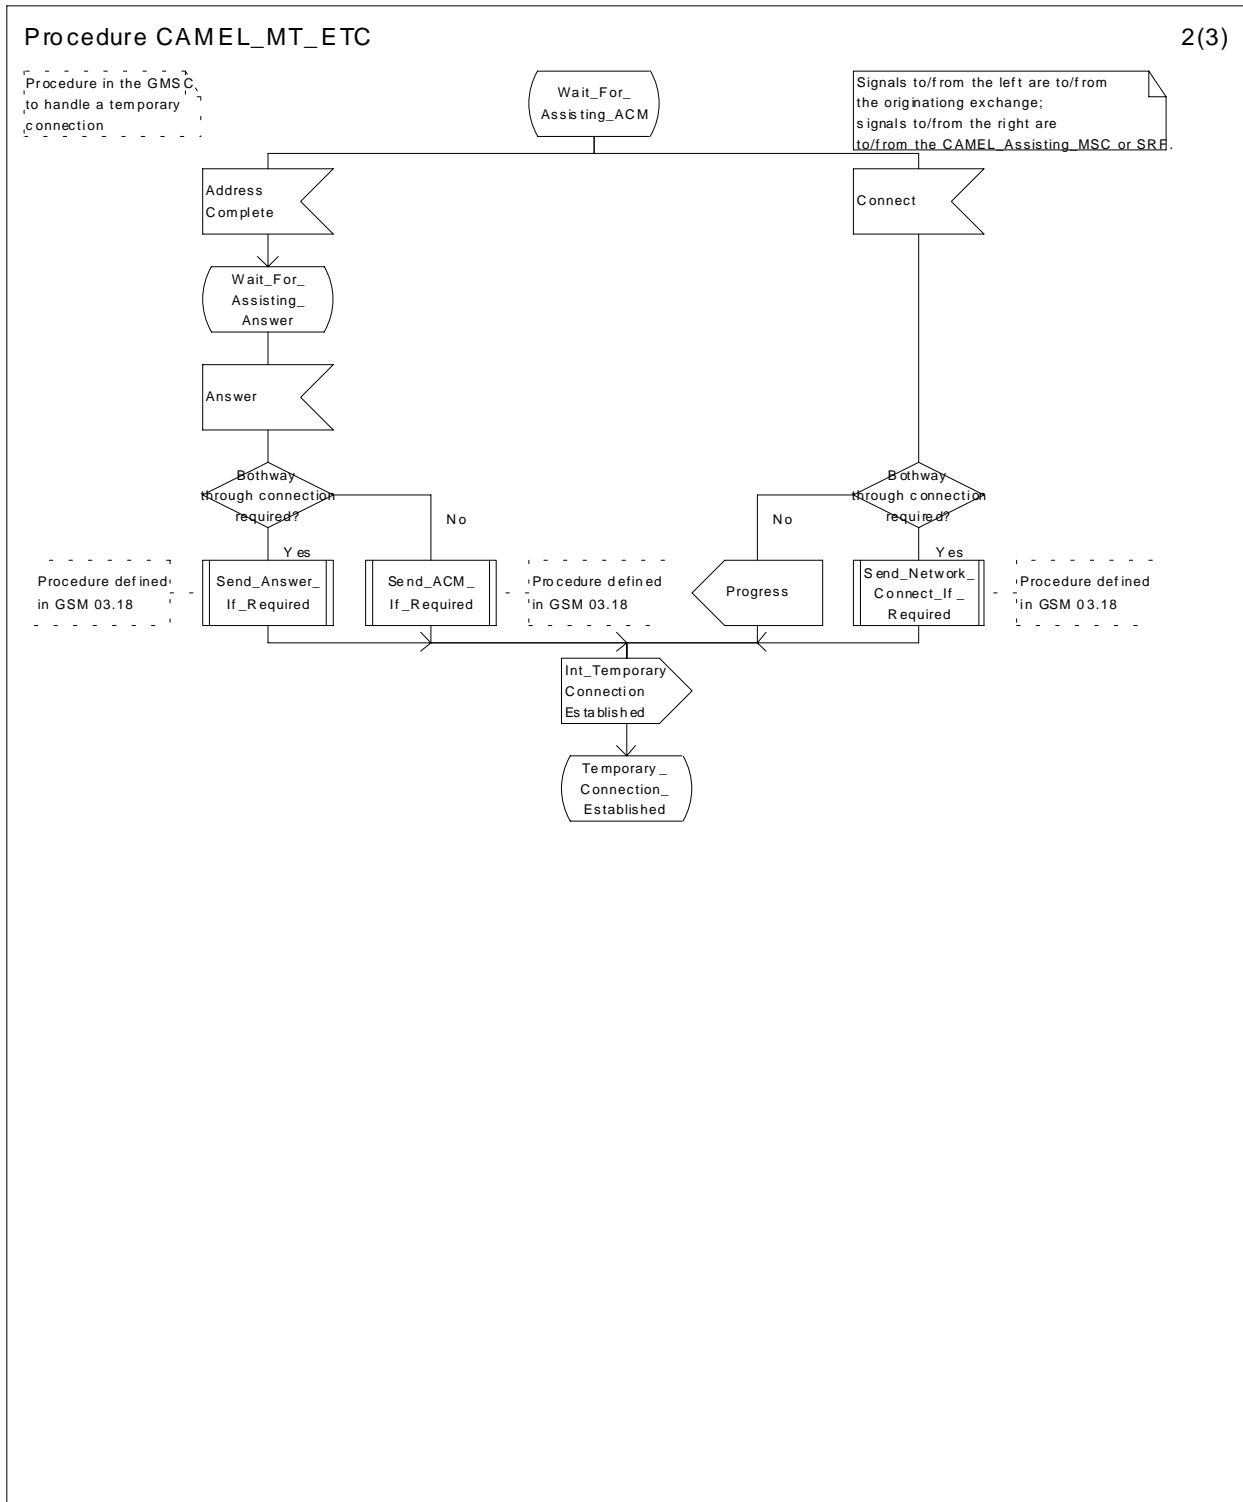 Procedure CAMEL_MT_ETC
2(3)
Procedure in the GMSC
to handle a temporary
connection
Wait_For_
Assisting_ACM
Signals to/from the left are to/from
the originationg exchange;
signals to/from the right are
to/from the CAMEL_Assisting_MSC or SRF.
Address
Complete
Connect
Wait_For_
Assisting_
Answer
Answer
Bothway
through connection
required?
No
Yes
Bothway
through connection
required?
No
Yes
Procedure defined
in GSM 03.18
Send_Answer_
If_Required
Send_ACM_
If_Required
Procedure defined
in GSM 03.18
Progress
Send_Network_
Connect_If_
Required
Procedure defined
in GSM 03.18
Int_Temporary
Connection
Established
Temporary_
Connection_
Established